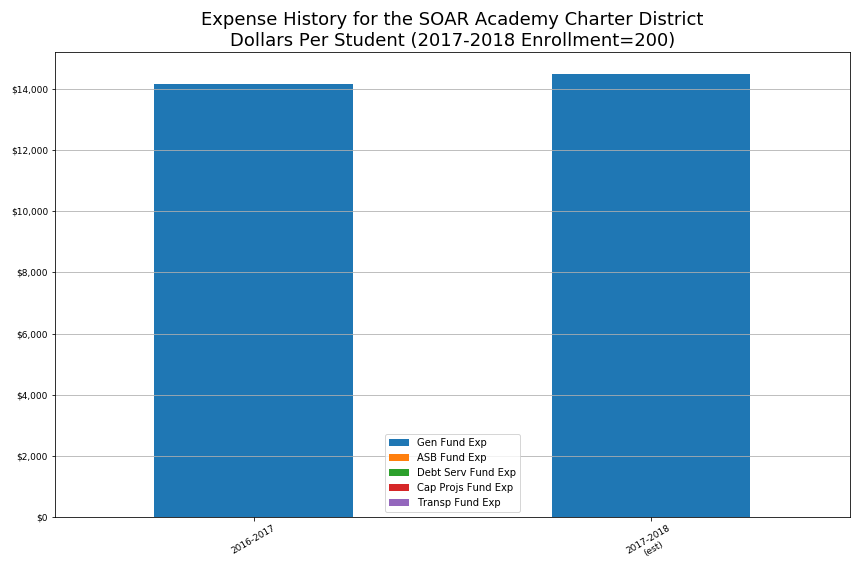 Expense History for the SOAR Academy Charter District
Dollars Per Student (2017-2018 Enrollment=200)
$14,000
$12,000
$10,000
$8,000
$6,000
$4,000
$2,000
$0
Gen Fund Exp
ASB Fund Exp
Debt Serv Fund Exp
Cap Projs Fund Exp
Transp Fund Exp
2016-2017
2017-2018
(est)